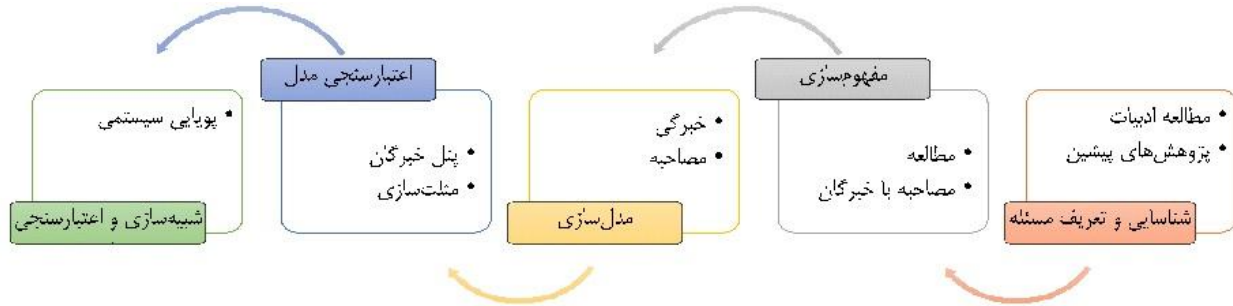 شناسایی و تعریف مسئله
• مطالعه ادبیات
• پژوهش‌های پیشین
مفهوم‌سازی
• مطالعه
• مصاحبه با خبرگان
مدل‌سازی
• خبرگی
• مصاحبه
اعتبارسنجی مدل
• پنل خبرگان
• مثلث‌سازی
شبیه‌سازی و اعتبارسنجی
• پویایی سیستمی